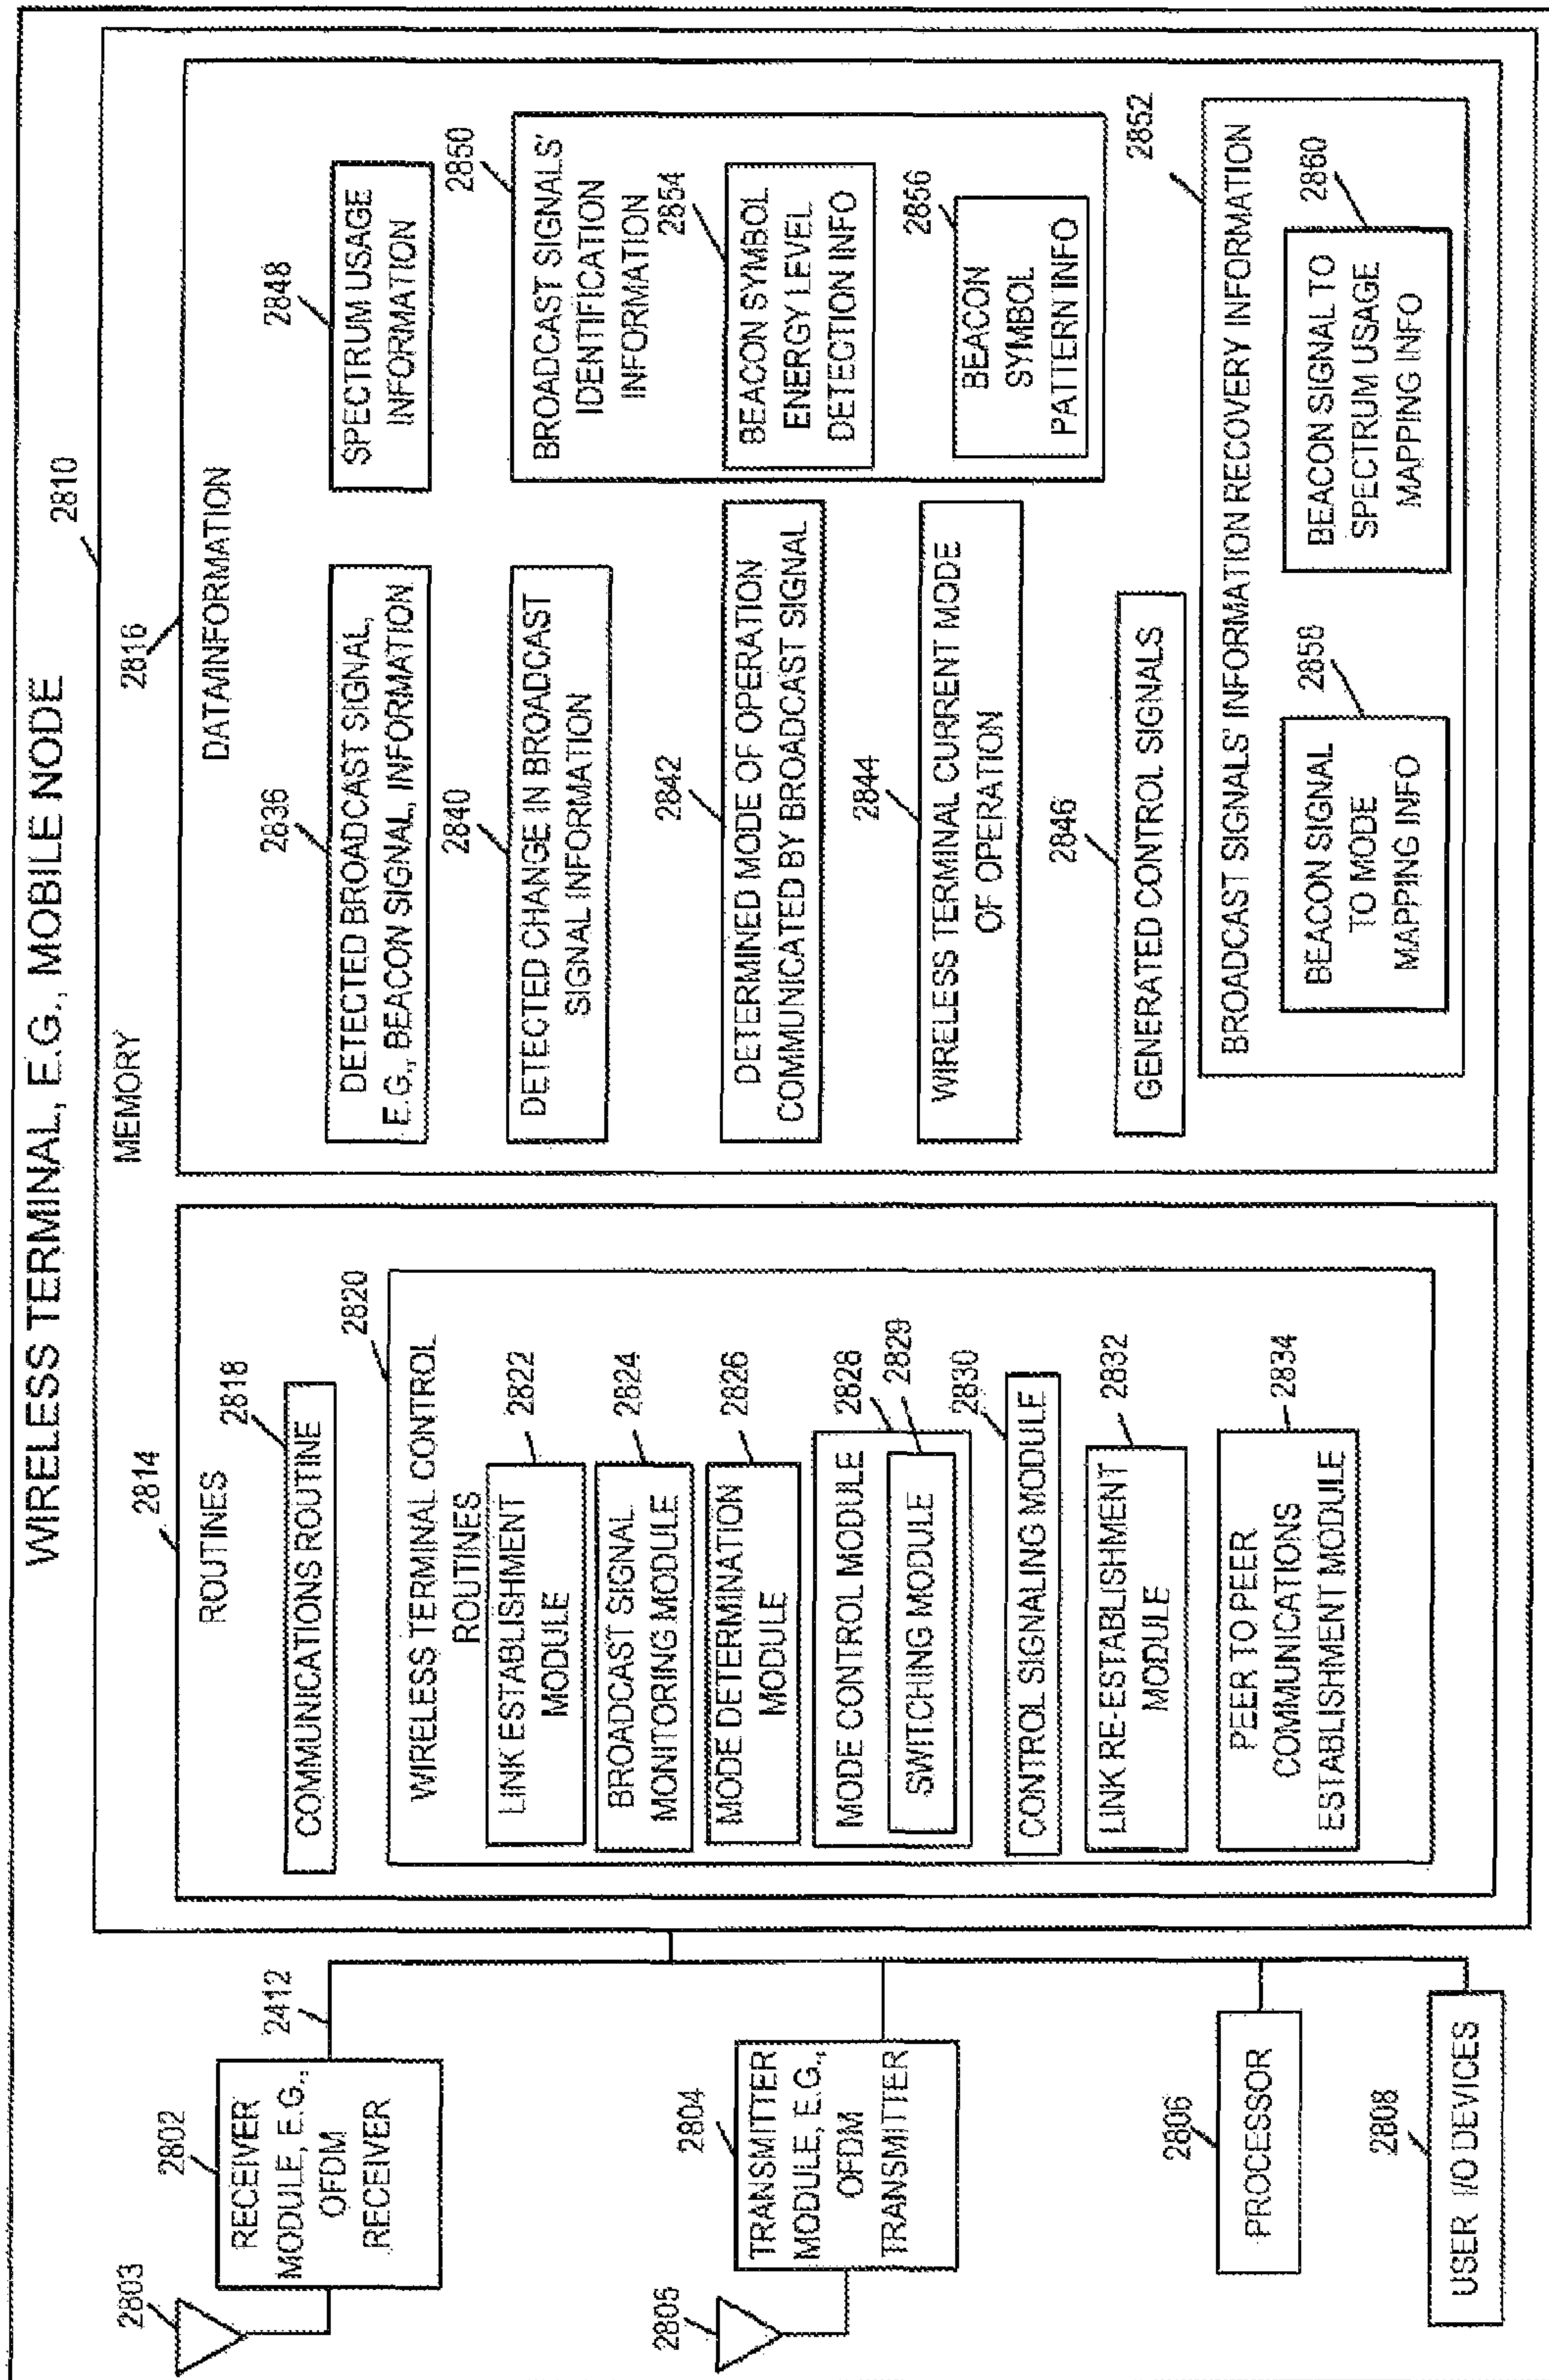 WIRELESS TERMINAL, E.G., MOBILE NODE
2810
2803
2802
RECEIVER
MODULE, E.G.,
OFDM
RECEIVER
2412
2805
2804
TRANSMITTER
MODULE, E.G.,
OFDM
TRANSMITTER
2806
PROCESSOR
2808
USER I/O DEVICES
MEMORY
2814
ROUTINES
2818
COMMUNICATIONS ROUTINE
2820
WIRELESS TERMINAL CONTROL
ROUTINES
2822
LINK ESTABLISHMENT
MODULE
2824
BROADCAST SIGNAL
MONITORING MODULE
2826
MODE DETERMINATION
MODULE
2828
MODE CONTROL MODULE
2829
SWITCHING MODULE
2830
CONTROL SIGNALING MODULE
2832
LINK RE-ESTABLISHMENT
MODULE
2834
PEER TO PEER
COMMUNICATIONS
ESTABLISHMENT MODULE
2816
DATA/INFORMATION
2836
DETECTED BROADCAST SIGNAL,
E.G., BEACON SIGNAL, INFORMATION
2840
DETECTED CHANGE IN BROADCAST
SIGNAL INFORMATION
2842
DETERMINED MODE OF OPERATION
COMMUNICATED BY BROADCAST SIGNAL
2844
WIRELESS TERMINAL CURRENT MODE
OF OPERATION
2846
GENERATED CONTROL SIGNALS
2848
SPECTRUM USAGE
INFORMATION
2850
BROADCAST SIGNALS'
IDENTIFICATION
INFORMATION
2854
BEACON SYMBOL
ENERGY LEVEL
DETECTION INFO
2856
BEACON
SYMBOL
PATTERN INFO
2852
BROADCAST SIGNALS' INFORMATION RECOVERY INFORMATION
2858
BEACON SIGNAL
TO MODE
MAPPING INFO
2860
BEACON SIGNAL TO
SPECTRUM USAGE
MAPPING INFO